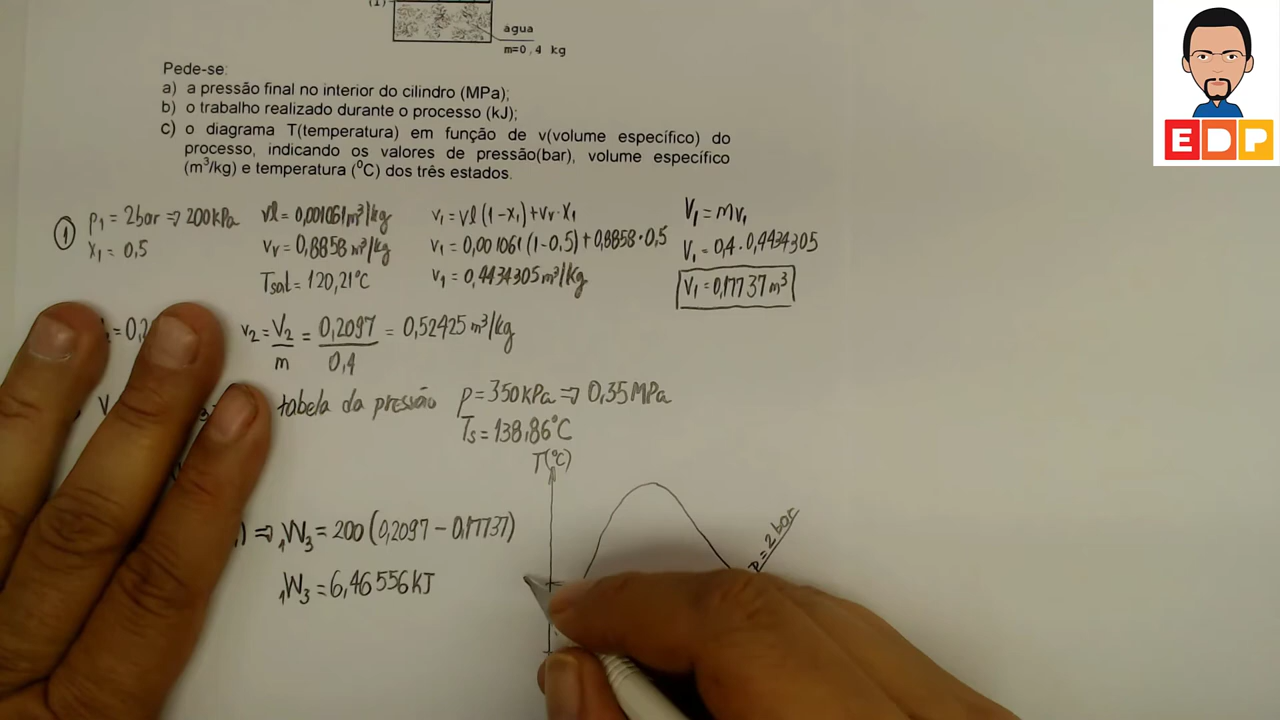 (1)
água
m=0,4 kg
Pede-se:
a) a pressão final no interior do cilindro (MPa);
b) o trabalho realizado durante o processo (kJ);
c) o diagrama T(temperatura) em função de v(volume específico) do
processo, indicando os valores de pressão(bar), volume específico
(m³/kg) e temperatura (⁰C) dos três estados.
① p₁ = 2bar => 200kPa
x₁ = 0,5
vl = 0,001061 m³/kg
vv = 0,8858 m³/kg
Tsat = 120,21°C
v₁ = vl (1-x₁) + vv·x₁
v₁ = 0,001061 (1-0,5) + 0,8858·0,5
v₁ = 0,4434305 m³/kg
V₁ = mv₁
V₁ = 0,4 . 0,4434305
V₁ = 0,17737 m³
v₂ = V₂/m = 0,2097/0,4 = 0,52425 m³/kg
tabela da pressão p = 350kPa => 0,35MPa
Ts = 138,86°C
=> ₁W₃ = 200 (0,2097 - 0,17737)
₁W₃ = 6,46556 kJ
T(°C)
p = 2 bar
EDP